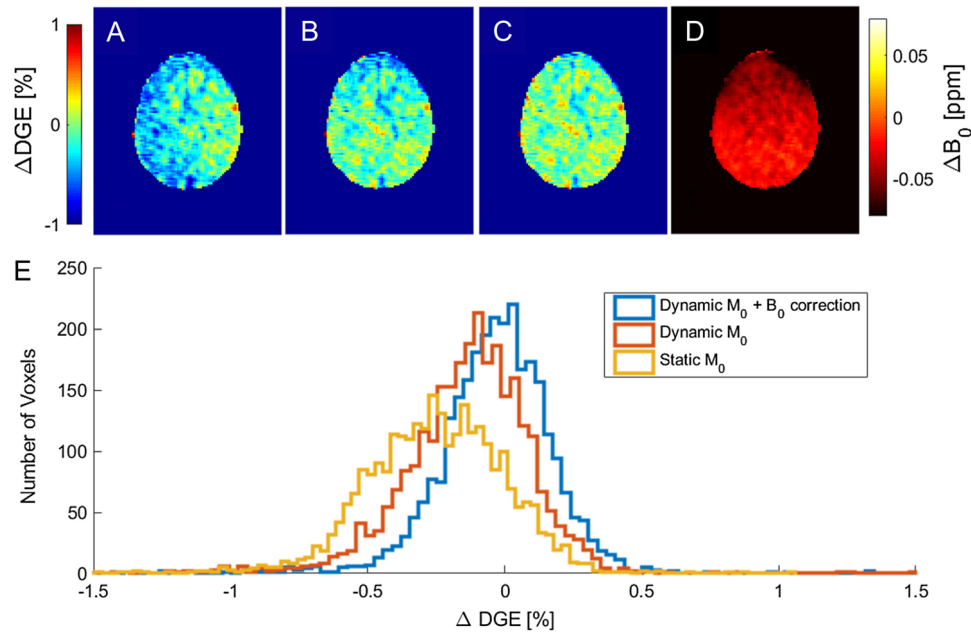 A
B
C
D
1
0
-1
ΔDGE [%]
0.05
0
-0.05
ΔB₀ [ppm]
E
250
200
150
100
50
0
Number of Voxels
Dynamic M₀ + B₀ correction
Dynamic M₀
Static M₀
-1.5
-1
-0.5
0
0.5
1
1.5
Δ DGE [%]